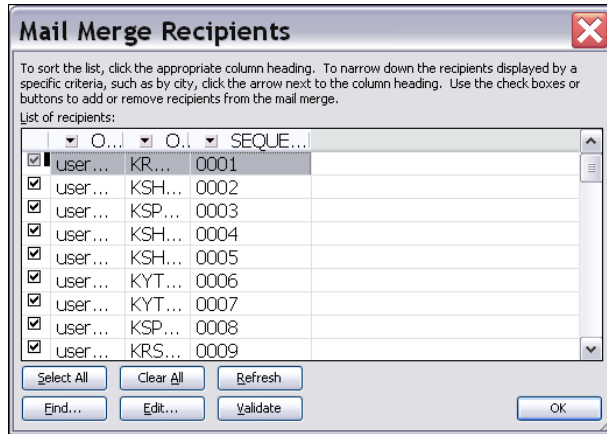 Mail Merge Recipients
To sort the list, click the appropriate column heading. To narrow down the recipients displayed by a
specific criteria, such as by city, click the arrow next to the column heading. Use the check boxes or
buttons to add or remove recipients from the mail merge.
List of recipients:
O... O.. SEQUE...
user... KR... 0001
user... KSH... 0002
user... KSP... 0003
user... KSH... 0004
user... KSH... 0005
user... KYT... 0006
user... KYT... 0007
user... KSP... 0008
user... KRS... 0009
Select All Clear All Refresh
Find... Edit... Validate OK